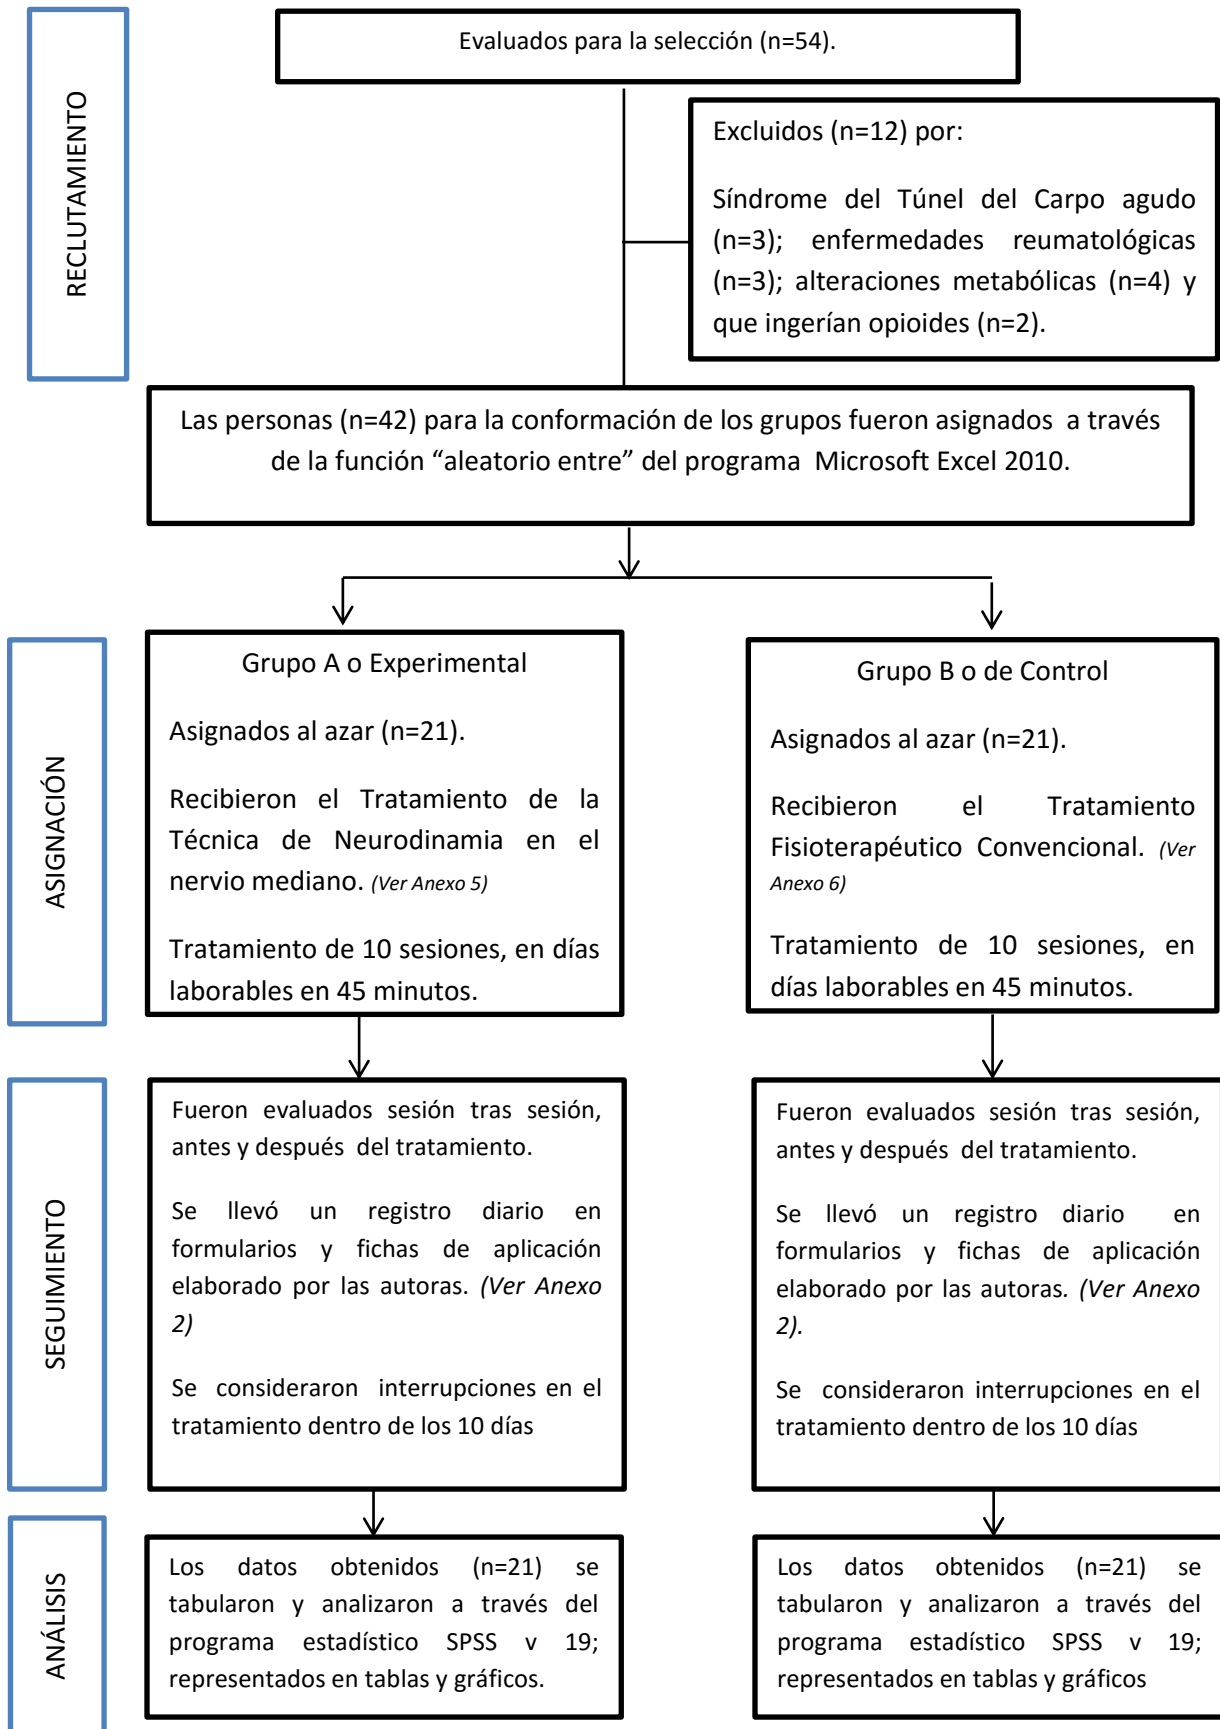 RECLUTAMIENTO
Evaluados para la selección (n=54).
Excluidos (n=12) por:
Síndrome del Túnel del Carpo agudo
(n=3); enfermedades reumatológicas
(n=3); alteraciones metabólicas (n=4) y
que ingerían opioides (n=2).
Las personas (n=42) para la conformación de los grupos fueron asignados a través
de la función “aleatorio entre” del programa Microsoft Excel 2010.
ASIGNACIÓN
Grupo A o Experimental
Asignados al azar (n=21).
Recibieron el Tratamiento de la
Técnica de Neurodinamia en el
nervio mediano. (Ver Anexo 5)
Tratamiento de 10 sesiones, en días
laborables en 45 minutos.
Grupo B o de Control
Asignados al azar (n=21).
Recibieron el Tratamiento
Fisioterapéutico Convencional. (Ver
Anexo 6)
Tratamiento de 10 sesiones, en
días laborables en 45 minutos.
SEGUIMIENTO
Fueron evaluados sesión tras sesión,
antes y después del tratamiento.
Se llevó un registro diario en
formularios y fichas de aplicación
elaborado por las autoras. (Ver Anexo
2)
Se consideraron interrupciones en el
tratamiento dentro de los 10 días
Fueron evaluados sesión tras sesión,
antes y después del tratamiento.
Se llevó un registro diario en
formularios y fichas de aplicación
elaborado por las autoras. (Ver Anexo
2).
Se consideraron interrupciones en el
tratamiento dentro de los 10 días
ANÁLISIS
Los datos obtenidos (n=21) se
tabularon y analizaron a través del
programa estadístico SPSS v 19;
representados en tablas y gráficos.
Los datos obtenidos (n=21) se
tabularon y analizaron a través del
programa estadístico SPSS v 19;
representados en tablas y gráficos